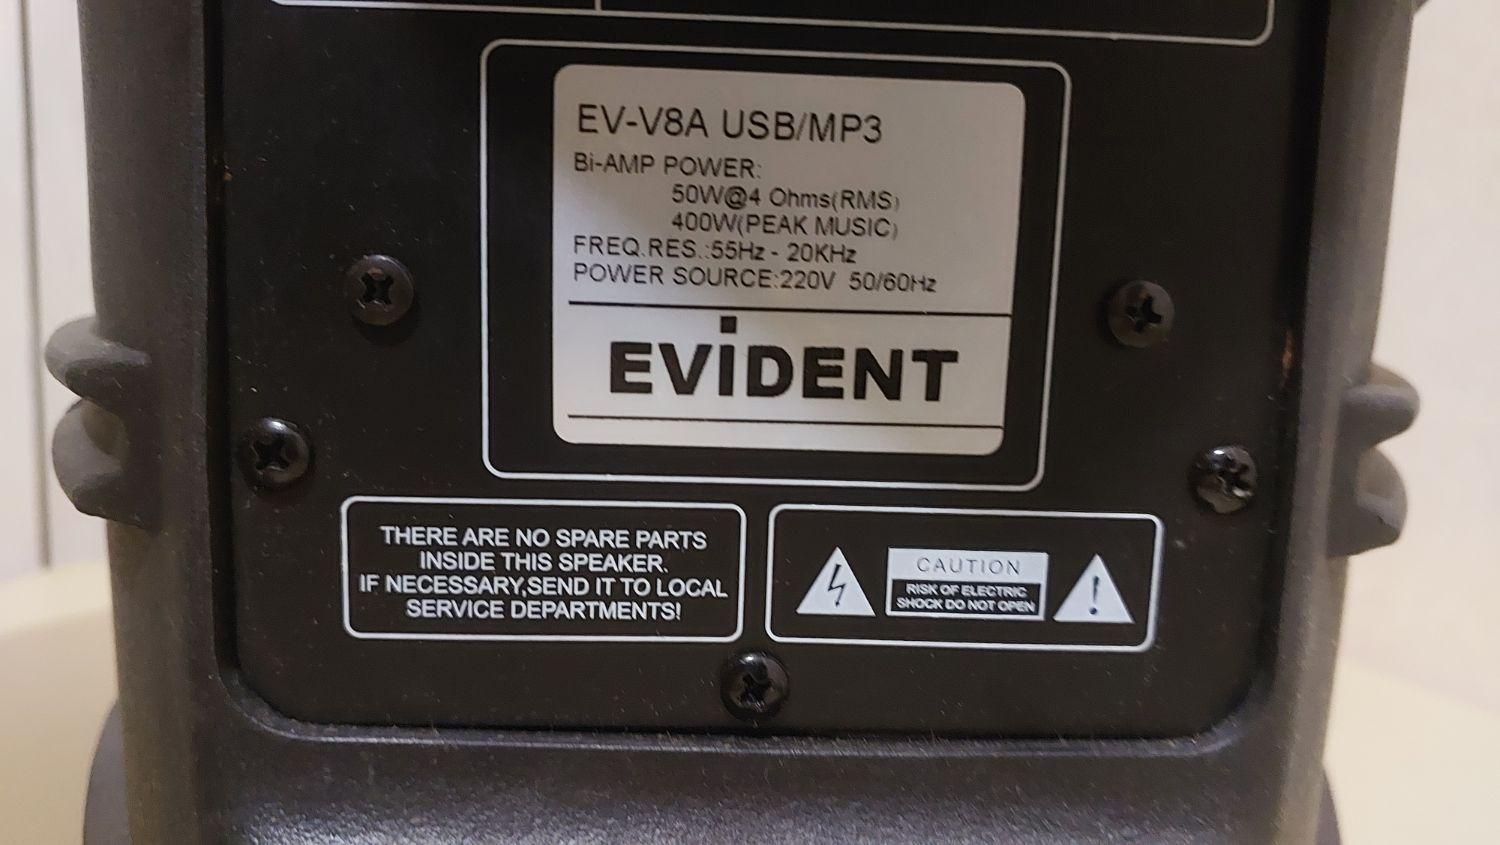 EV-V8A USB/MP3
Bi-AMP POWER:
50W@4 Ohms(RMS)
400W(PEAK MUSIC)
FREQ.RES.:55Hz - 20KHz
POWER SOURCE:220V 50/60Hz
EViDENT
THERE ARE NO SPARE PARTS
INSIDE THIS SPEAKER.
IF NECESSARY,SEND IT TO LOCAL
SERVICE DEPARTMENTS!
CAUTION
RISK OF ELECTRIC
SHOCK DO NOT OPEN